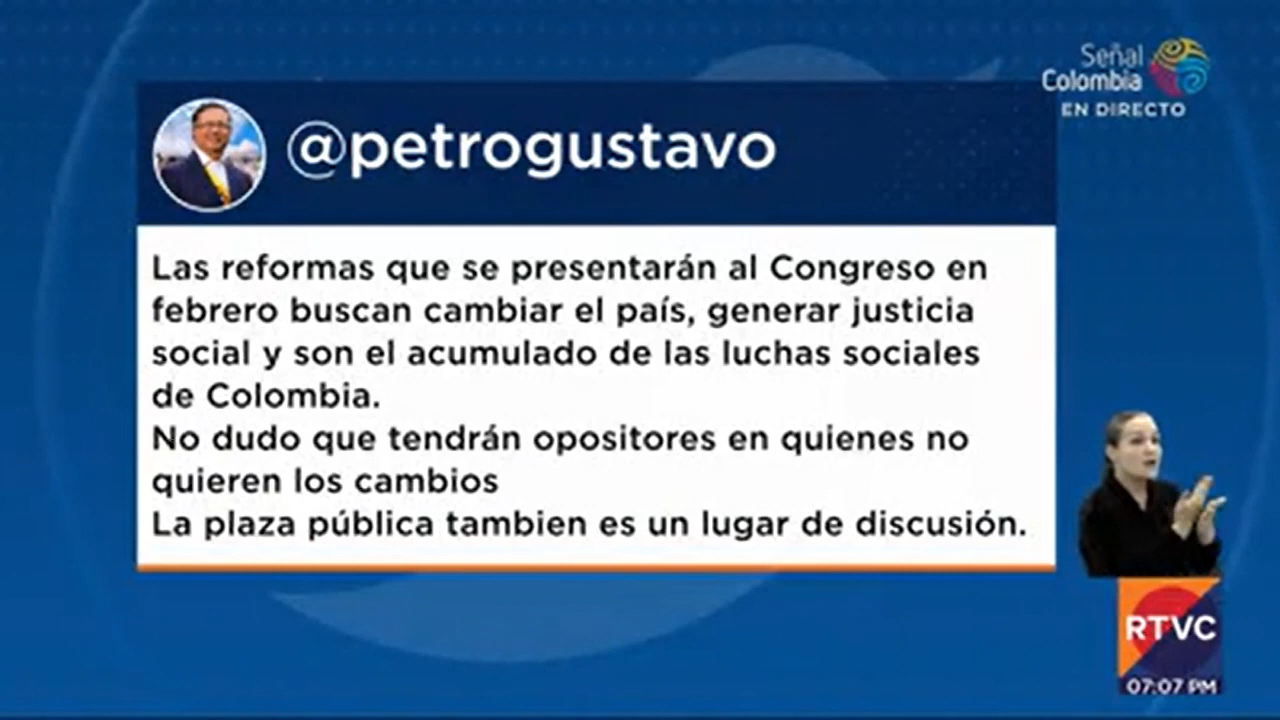 Señal
Colombia
EN DIRECTO
@petrogustavo
Las reformas que se presentarán al Congreso en
febrero buscan cambiar el país, generar justicia
social y son el acumulado de las luchas sociales
de Colombia.
No dudo que tendrán opositores en quienes no
quieren los cambios
La plaza pública tambien es un lugar de discusión.
RTVC
07:07 PM